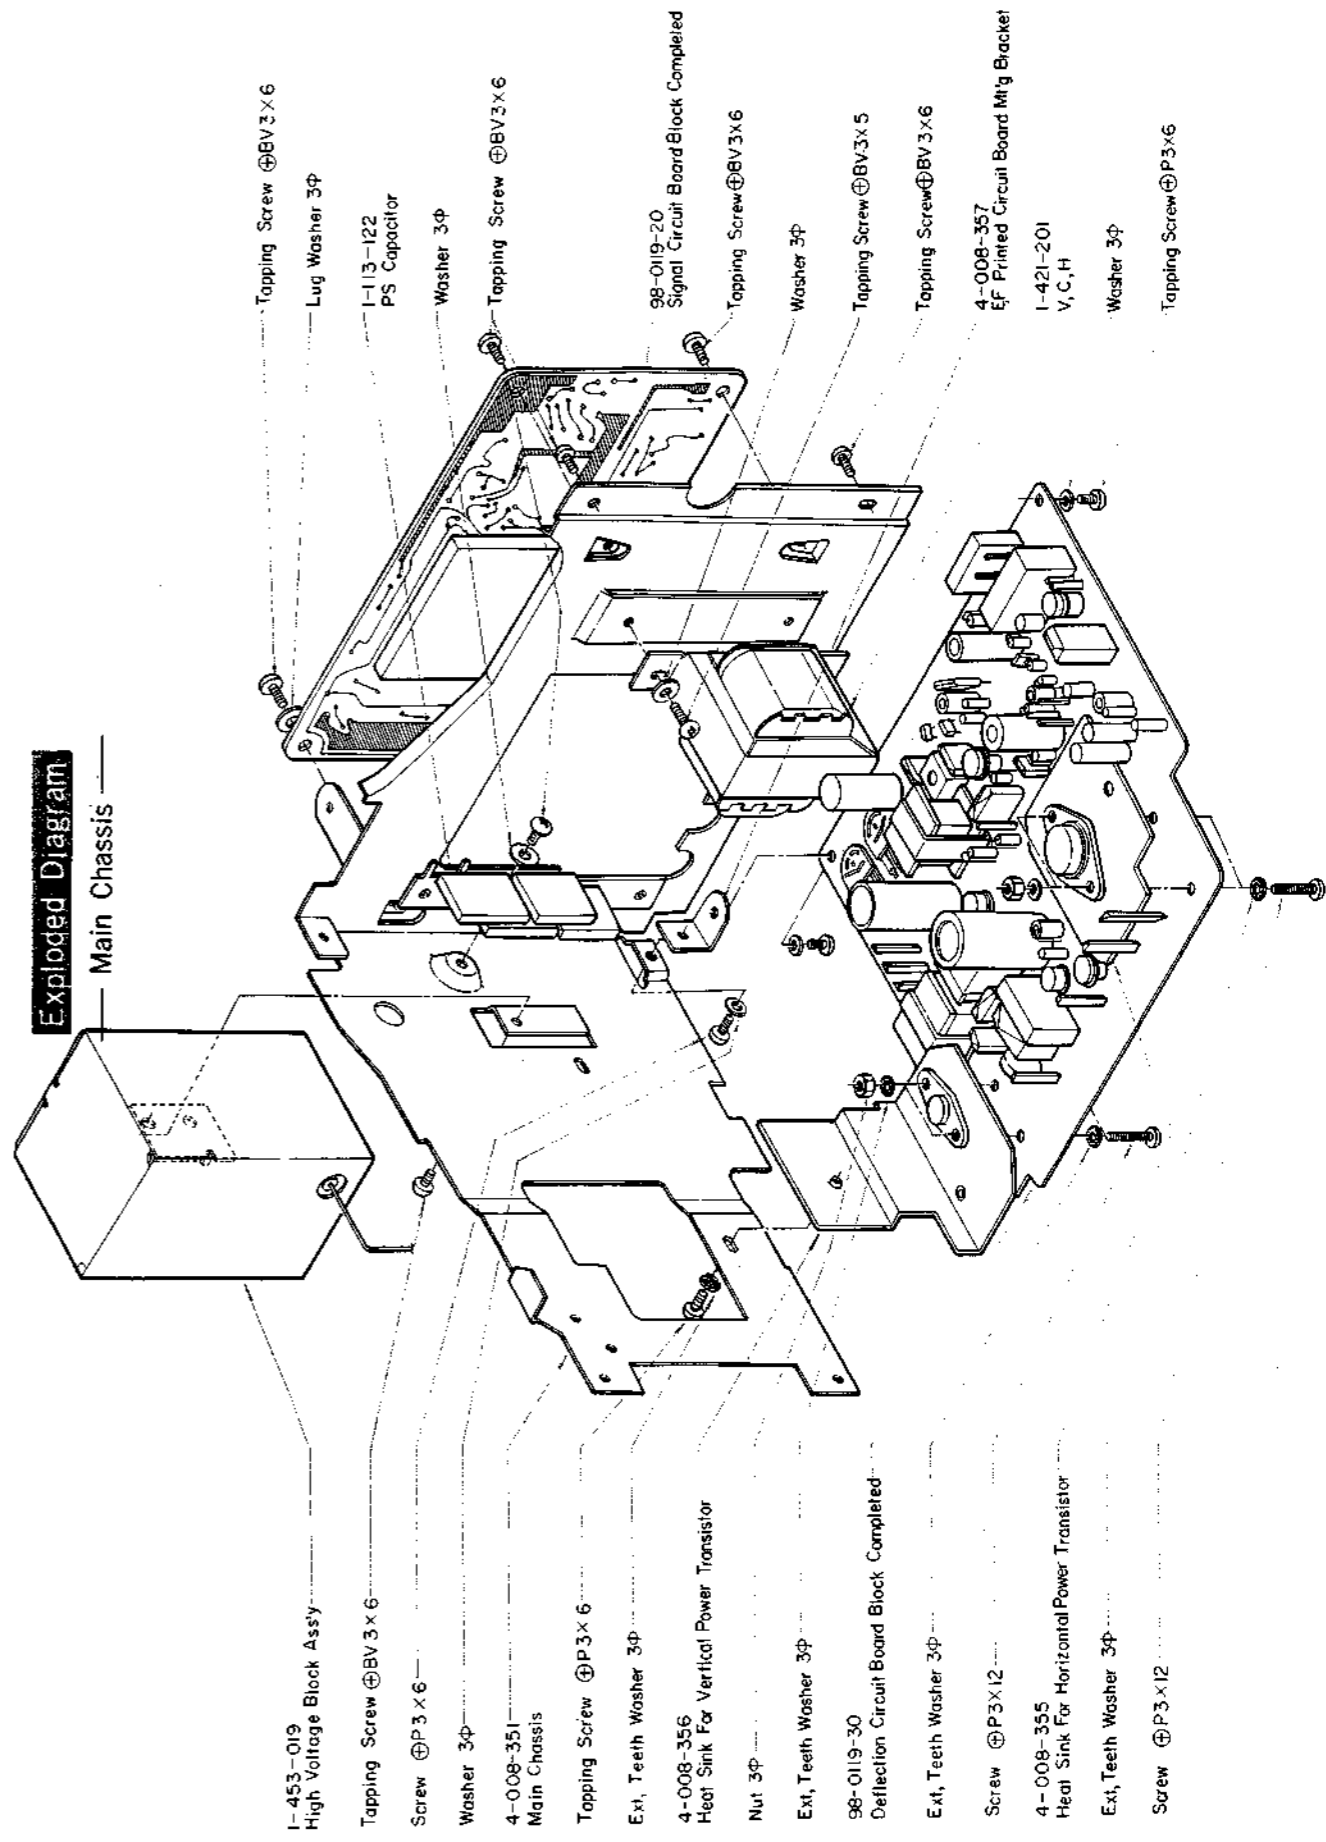 Exploded Diagram
Main Chassis
1-453-019
High Voltage Block Ass'y
Tapping Screw ⊕BV 3×6
Screw ⊕P3×6
Washer 3Φ
4-008-351
Main Chassis
Tapping Screw ⊕P3×6
Ext, Teeth Washer 3Φ
4-008-356
Heat Sink For Vertical Power Transistor
Nut 3Φ
Ext, Teeth Washer 3Φ
98-0119-30
Deflection Circuit Board Block Completed
Ext, Teeth Washer 3Φ
Screw ⊕P3×12
4-008-355
Heat Sink For Horizontal Power Transistor
Ext, Teeth Washer 3Φ
Screw ⊕P3×12
Tapping Screw ⊕BV3×6
Lug Washer 3Φ
1-113-122
PS Capacitor
Washer 3Φ
Tapping Screw ⊕BV3×6
98-0119-20
Signal Circuit Board Block Completed
Tapping Screw⊕BV3×6
Washer 3Φ
Tapping Screw⊕BV3×5
Tapping Screw⊕BV3×6
4-008-357
E,F Printed Circuit Board Mt'g Bracket
1-421-201
V,C,H
Washer 3Φ
Tapping Screw⊕P3×6